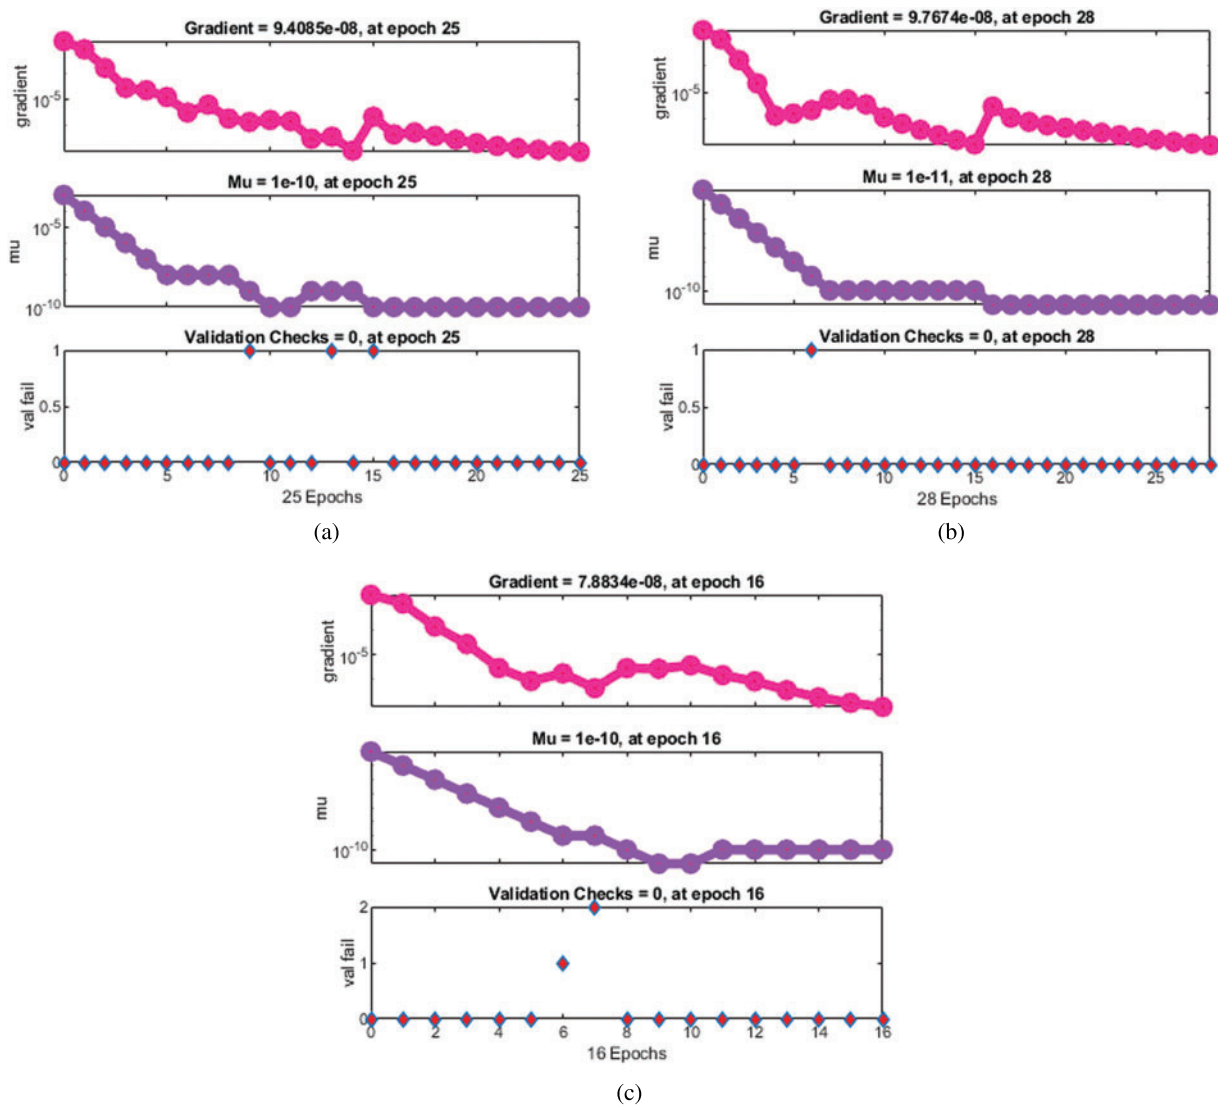 Gradient = 9.4085e-08, at epoch 25
gradient
10-5
Mu = 1e-10, at epoch 25
mu
10-5
10-10
Validation Checks = 0, at epoch 25
val fail
1
0.5
0
0 5 10 15 20 25
25 Epochs
(a)
Gradient = 9.7674e-08, at epoch 28
gradient
10-5
Mu = 1e-11, at epoch 28
mu
10-10
Validation Checks = 0, at epoch 28
val fail
1
0.5
0
0 5 10 15 20 25
28 Epochs
(b)
Gradient = 7.8834e-08, at epoch 16
gradient
10-5
Mu = 1e-10, at epoch 16
mu
10-10
Validation Checks = 0, at epoch 16
val fail
2
1
0
0 2 4 6 8 10 12 14 16
16 Epochs
(c)